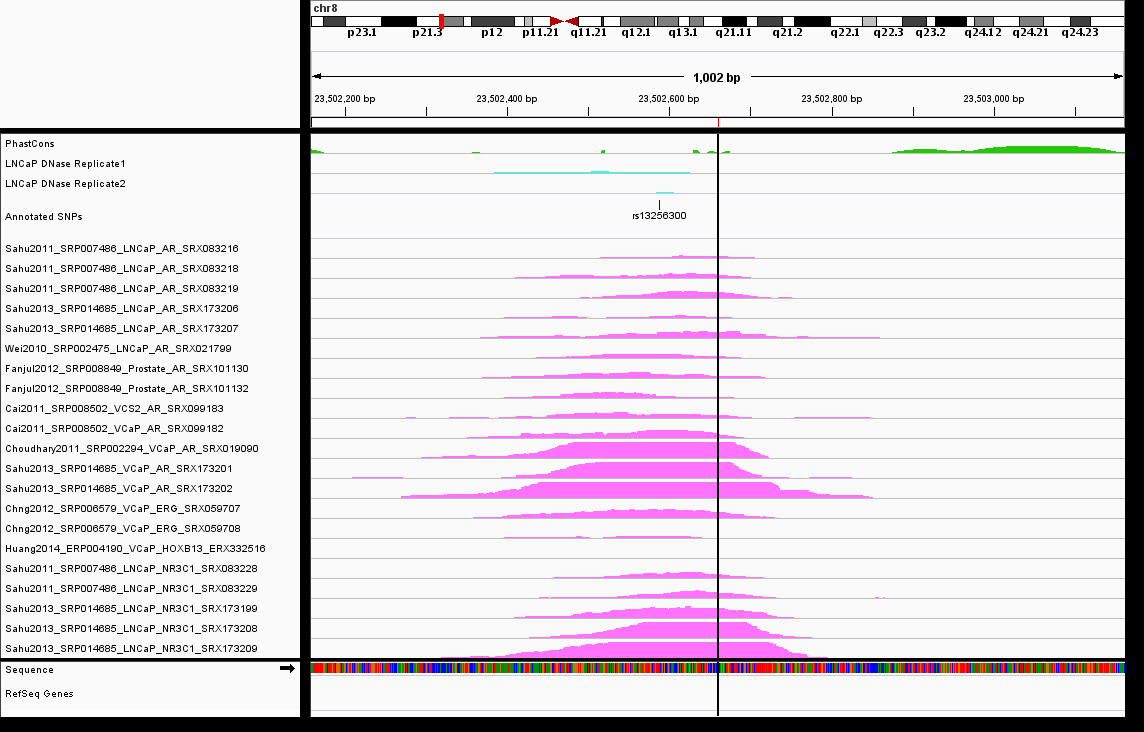 chr8
p23.1 p21.3 p12 p11.21 q11.21 q12.1 q13.1 q21.11 q21.2 q22.1 q22.3 q23.2 q24.12 q24.21 q24.23
1,002 bp
23,502,200 bp 23,502,400 bp 23,502,600 bp 23,502,800 bp 23,503,000 bp
PhastCons
LNCaP DNase Replicate1
LNCaP DNase Replicate2
Annotated SNPs
rs13256300
Sahu2011_SRP007486_LNCaP_AR_SRX083216
Sahu2011_SRP007486_LNCaP_AR_SRX083218
Sahu2011_SRP007486_LNCaP_AR_SRX083219
Sahu2013_SRP014685_LNCaP_AR_SRX173206
Sahu2013_SRP014685_LNCaP_AR_SRX173207
Wei2010_SRP002475_LNCaP_AR_SRX021799
Fanjul2012_SRP008849_Prostate_AR_SRX101130
Fanjul2012_SRP008849_Prostate_AR_SRX101132
Cai2011_SRP008502_VCS2_AR_SRX099183
Cai2011_SRP008502_VCaP_AR_SRX099182
Choudhary2011_SRP002294_VCaP_AR_SRX019090
Sahu2013_SRP014685_VCaP_AR_SRX173201
Sahu2013_SRP014685_VCaP_AR_SRX173202
Chng2012_SRP006579_VCaP_ERG_SRX059707
Chng2012_SRP006579_VCaP_ERG_SRX059708
Huang2014_ERP004190_VCaP_HOXB13_ERX332516
Sahu2011_SRP007486_LNCaP_NR3C1_SRX083228
Sahu2011_SRP007486_LNCaP_NR3C1_SRX083229
Sahu2013_SRP014685_LNCaP_NR3C1_SRX173199
Sahu2013_SRP014685_LNCaP_NR3C1_SRX173208
Sahu2013_SRP014685_LNCaP_NR3C1_SRX173209
Sequence
RefSeq Genes